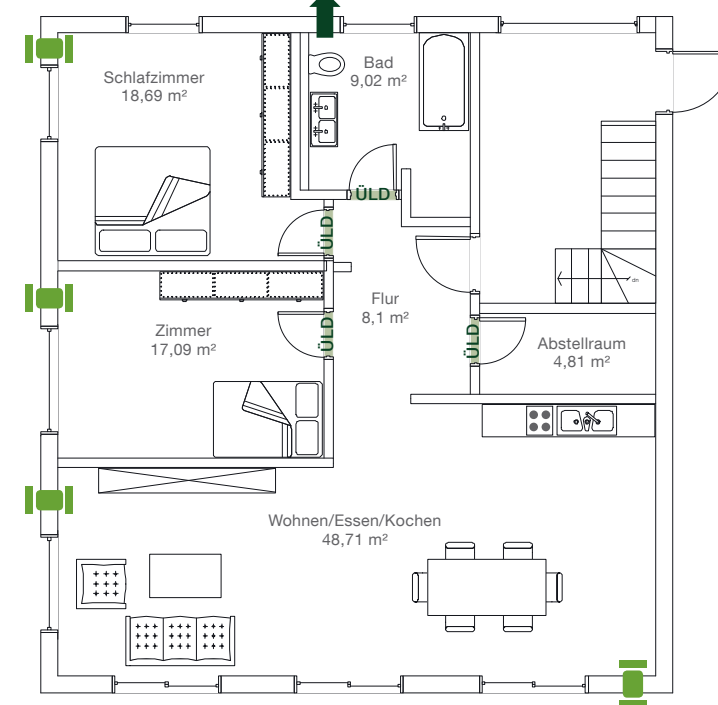 Schlafzimmer
18,69 m²
Bad
9,02 m²
ÜLD
ÜLD
dn
Flur
8,1 m²
Zimmer
17,09 m²
ÜLD
ÜLD
Abstellraum
4,81 m²
Wohnen/Essen/Kochen
48,71 m²